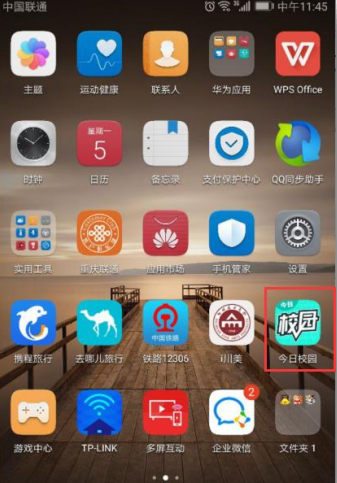 中国联通 中午11:45
主题 运动健康 联系人 华为应用 WPS Office
星期一
5
时钟 日历 备忘录 支付保护中心 QQ同步助手
实用工具 重庆联通 应用市场 手机管家 设置
中国铁路
今日
校园
携程旅行 去哪儿旅行 铁路12306 i川美 今日校园
2
游戏中心 TP-LINK 多屏互动 企业微信 文件夹 1